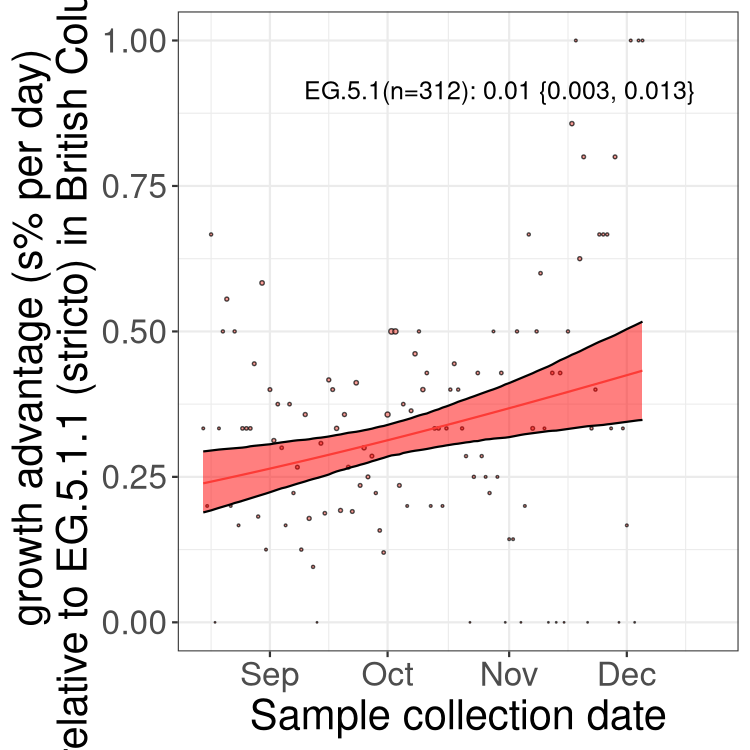 growth advantage (s% per day)
relative to EG.5.1.1 (stricto) in British
1.00
0.75
0.50
0.25
0.00
EG.5.1(n=312): 0.01 {0.003, 0.013}
Sep Oct Nov Dec
Sample collection date